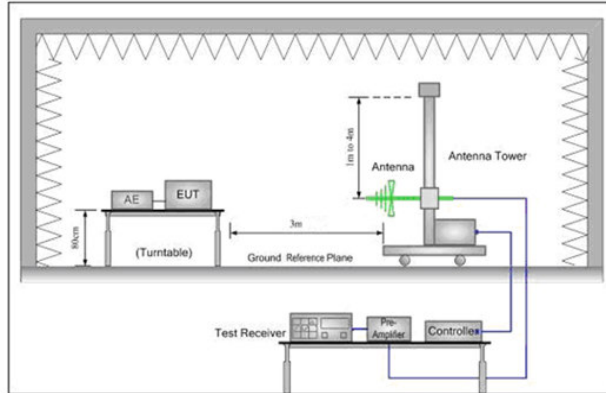 1m to 4m
Antenna
Antenna Tower
AE
EUT
80cm
(Turntable)
3m
Ground Reference Plane
Test Receiver
Pre-
Amplifier
Controller